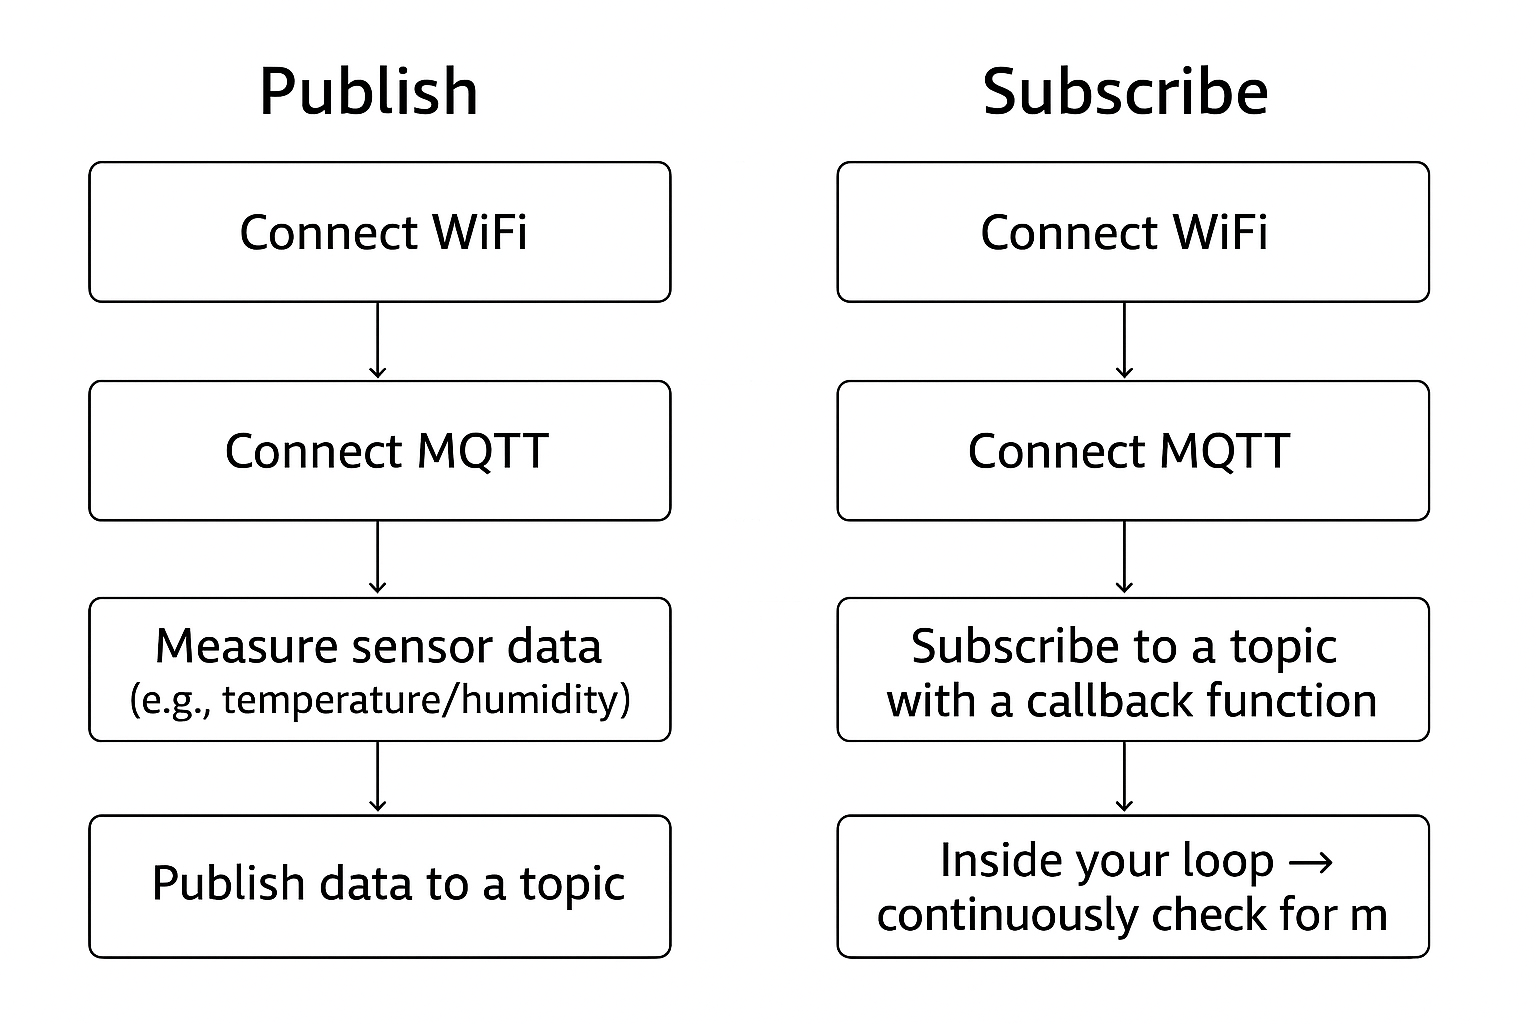 Publish
Connect WiFi
Connect MQTT
Measure sensor data
(e.g., temperature/humidity)
Publish data to a topic
Subscribe
Connect WiFi
Connect MQTT
Subscribe to a topic
with a callback function
Inside your loop →
continuously check for m